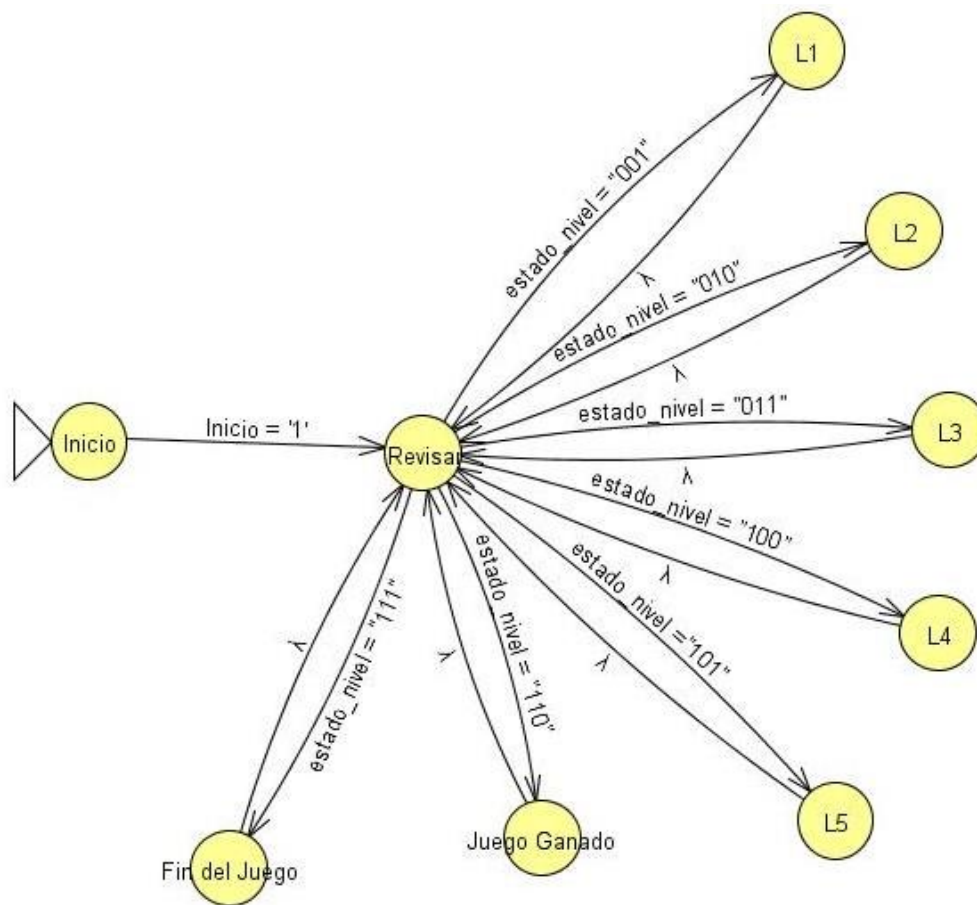 L1
estado_nivel = "001"
λ
L2
estado_nivel = "010"
λ
estado_nivel = "011"
L3
λ
Inicio
Inicio = '1'
Revisar
estado_nivel = "100"
λ
L4
estado_nivel ="101"
λ
L5
estado_nivel = "110"
λ
Juego Ganado
estado_nivel = "111"
λ
Fin del Juego